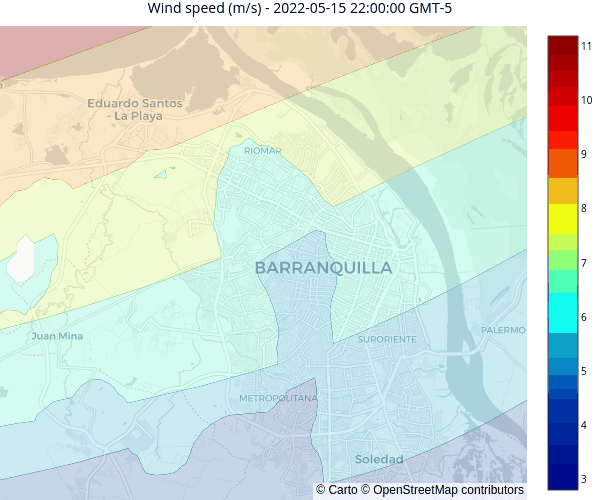 Wind speed (m/s) - 2022-05-15 22:00:00 GMT-5
Eduardo Santos
- La Playa
RIOMAR
BARRANQUILLA
Juan Mina
SURORIENTE
PALERMO
METROPOLITANA
Soledad
© Carto © OpenStreetMap contributors
11
10
9
8
7
6
5
4
3